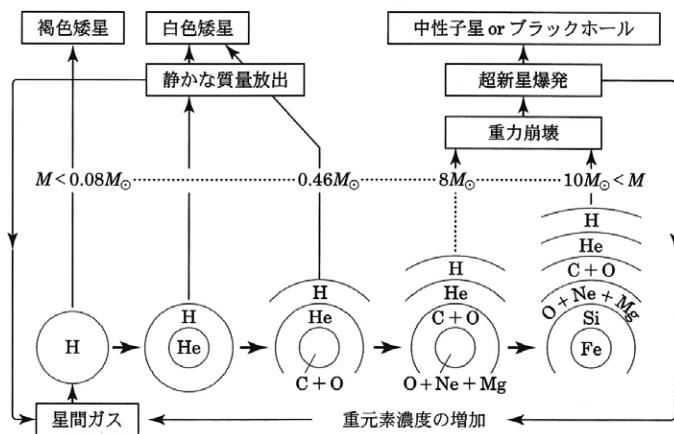 褐色矮星
白色矮星
中性子星 or ブラックホール
静かな質量放出
超新星爆発
重力崩壊
M<0.08M⊙
0.46M⊙
8M⊙
10M⊙<M
H
H
He
H
He
C+O
H
He
C+O
O+Ne+Mg
H
He
C+O
O+Ne+Mg
Si
Fe
星間ガス
重元素濃度の増加